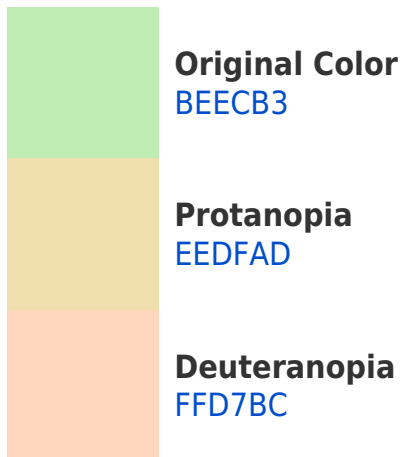 Original Color
BEECB3
Protanopia
EEDFAD
Deuteranopia
FFD7BC